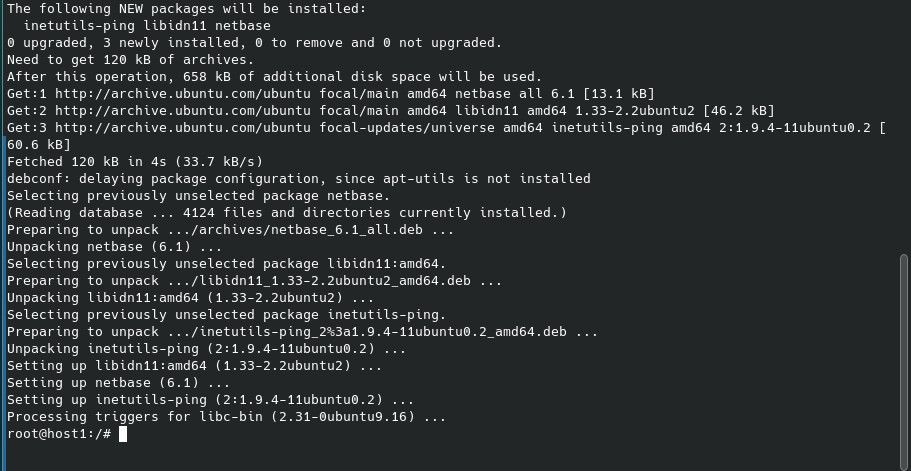 The following NEW packages will be installed:
  inetutils-ping libidn11 netbase
0 upgraded, 3 newly installed, 0 to remove and 0 not upgraded.
Need to get 120 kB of archives.
After this operation, 658 kB of additional disk space will be used.
Get:1 http://archive.ubuntu.com/ubuntu focal/main amd64 netbase all 6.1 [13.1 kB]
Get:2 http://archive.ubuntu.com/ubuntu focal/main amd64 libidn11 amd64 1.33-2.2ubuntu2 [46.2 kB]
Get:3 http://archive.ubuntu.com/ubuntu focal-updates/universe amd64 inetutils-ping amd64 2:1.9.4-11ubuntu0.2 [
60.6 kB]
Fetched 120 kB in 4s (33.7 kB/s)
debconf: delaying package configuration, since apt-utils is not installed
Selecting previously unselected package netbase.
(Reading database ... 4124 files and directories currently installed.)
Preparing to unpack .../archives/netbase_6.1_all.deb ...
Unpacking netbase (6.1) ...
Selecting previously unselected package libidn11:amd64.
Preparing to unpack .../libidn11_1.33-2.2ubuntu2_amd64.deb ...
Unpacking libidn11:amd64 (1.33-2.2ubuntu2) ...
Selecting previously unselected package inetutils-ping.
Preparing to unpack .../inetutils-ping_2%3a1.9.4-11ubuntu0.2_amd64.deb ...
Unpacking inetutils-ping (2:1.9.4-11ubuntu0.2) ...
Setting up libidn11:amd64 (1.33-2.2ubuntu2) ...
Setting up netbase (6.1) ...
Setting up inetutils-ping (2:1.9.4-11ubuntu0.2) ...
Processing triggers for libc-bin (2.31-0ubuntu9.16) ...
root@host1:/#